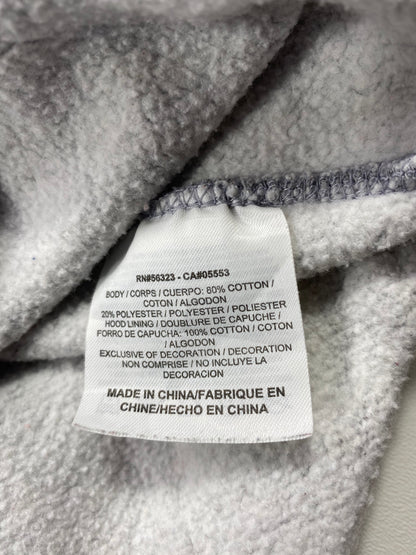 RN#56323 - CA#05553
BODY / CORPS / CUERPO: 80% COTTON /
COTON / ALGODON
20% POLYESTER / POLYESTER / POLIESTER
HOOD LINING / DOUBLURE DE CAPUCHE /
FORRO DE CAPUCHA: 100% COTTON / COTON
/ ALGODON
EXCLUSIVE OF DECORATION / DECORATION
NON COMPRISE / NO INCLUYE LA
DECORACION
MADE IN CHINA/FABRIQUE EN
CHINE/HECHO EN CHINA